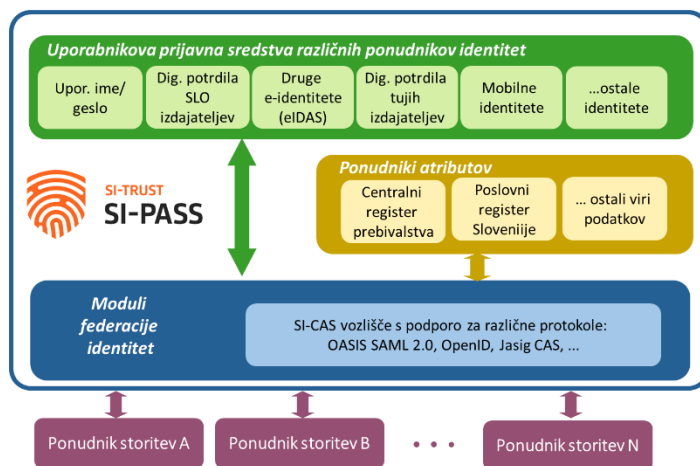 Uporabnikova prijavna sredstva različnih ponudnikov identitet
Upor. ime/
geslo
Dig. potrdila
SLO
izdajateljev
Druge
e-identitete
(eIDAS)
Dig. potrdila
tujih
izdajateljev
Mobilne
identitete
...ostale
identitete
SI-TRUST
SI-PASS
Ponudniki atributov
Centralni
register
prebivalstva
Poslovni
register
Sloveniije
... ostali viri
podatkov
Moduli
federacije
identitet
SI-CAS vozlišče s podporo za različne protokole:
OASIS SAML 2.0, OpenID, Jasig CAS, ...
Ponudnik storitev A
Ponudnik storitev B
• • •
Ponudnik storitev N